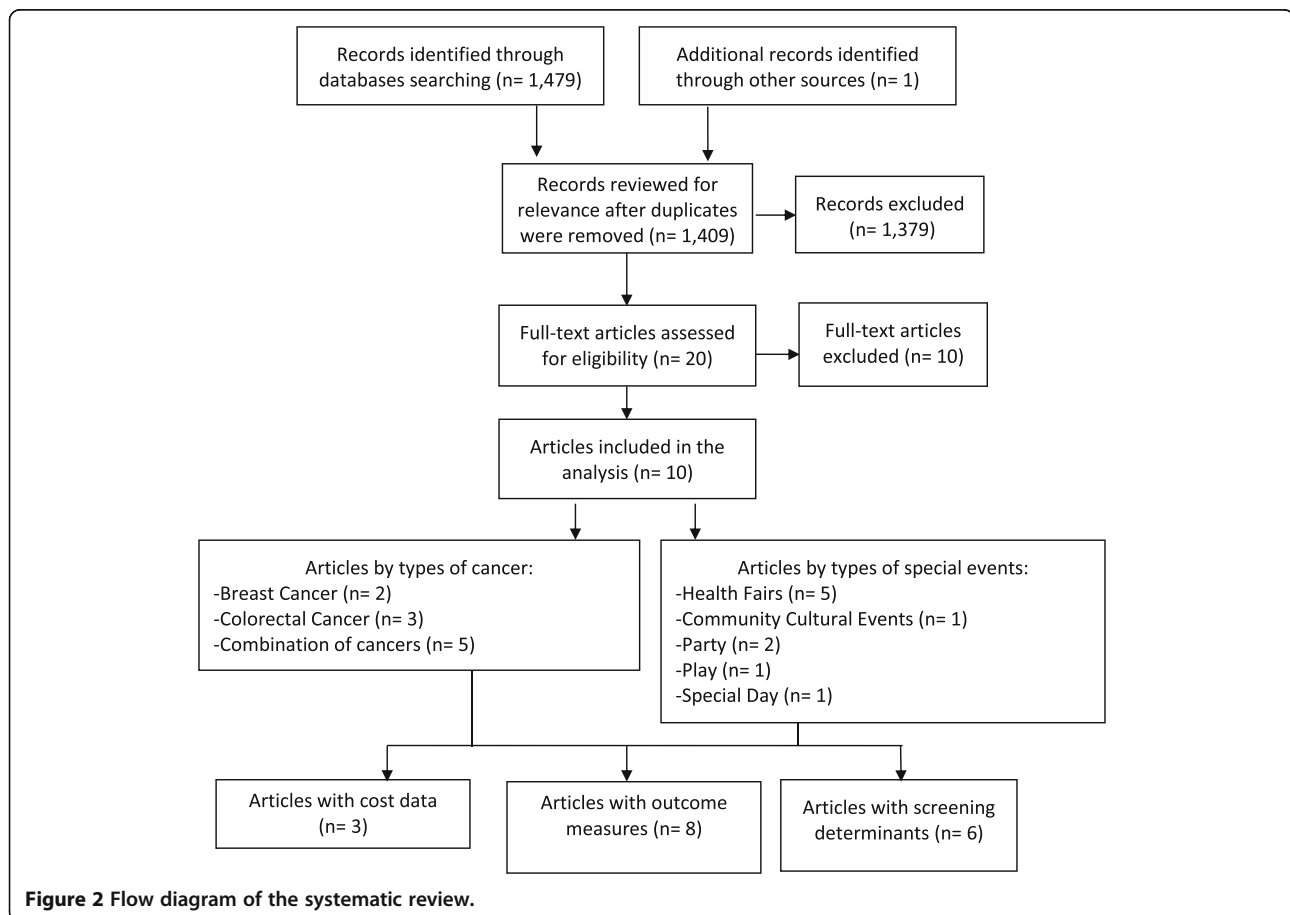 Records identified through
databases searching (n= 1,479)
Additional records identified
through other sources (n= 1)
Records reviewed for
relevance after duplicates
were removed (n= 1,409)
Records excluded
(n= 1,379)
Full-text articles assessed
for eligibility (n= 20)
Full-text articles
excluded (n= 10)
Articles included in the
analysis (n= 10)
Articles by types of cancer:
-Breast Cancer (n= 2)
-Colorectal Cancer (n= 3)
-Combination of cancers (n= 5)
Articles by types of special events:
-Health Fairs (n= 5)
-Community Cultural Events (n= 1)
-Party (n= 2)
-Play (n= 1)
-Special Day (n= 1)
Articles with cost data
(n= 3)
Articles with outcome
measures (n= 8)
Articles with screening
determinants (n= 6)
Figure 2 Flow diagram of the systematic review.